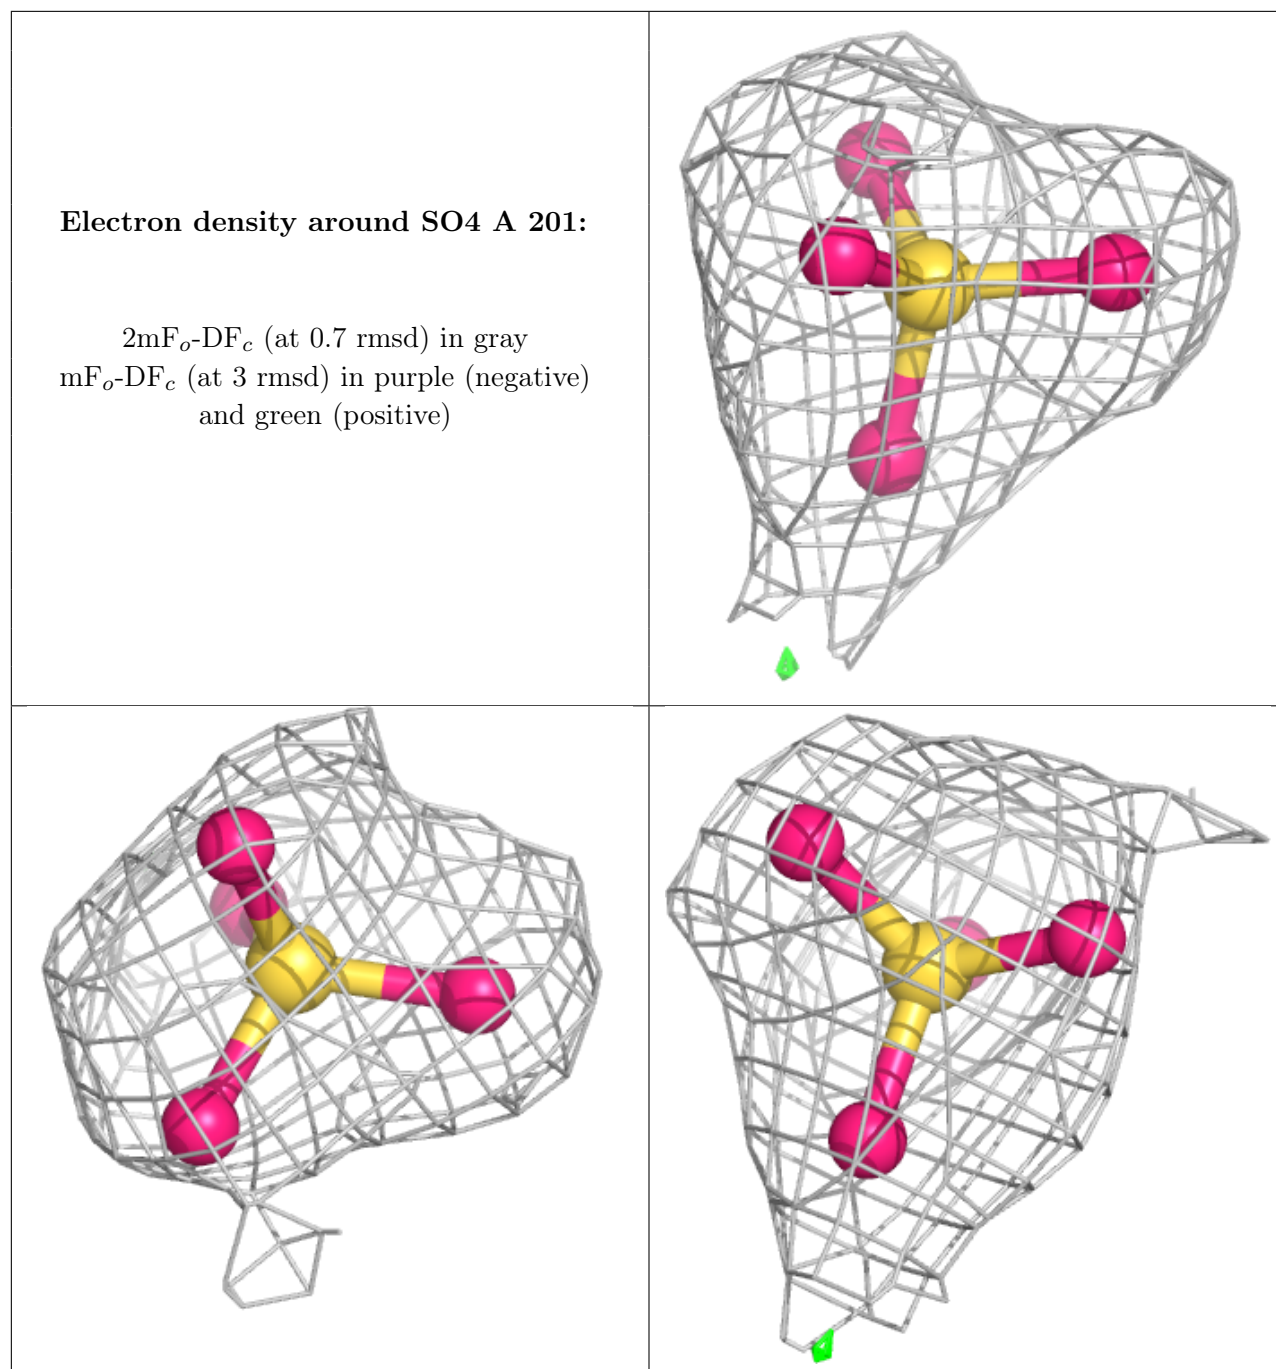 Electron density around SO4 A 201:
2mFo-DFc (at 0.7 rmsd) in gray
mFo-DFc (at 3 rmsd) in purple (negative)
and green (positive)